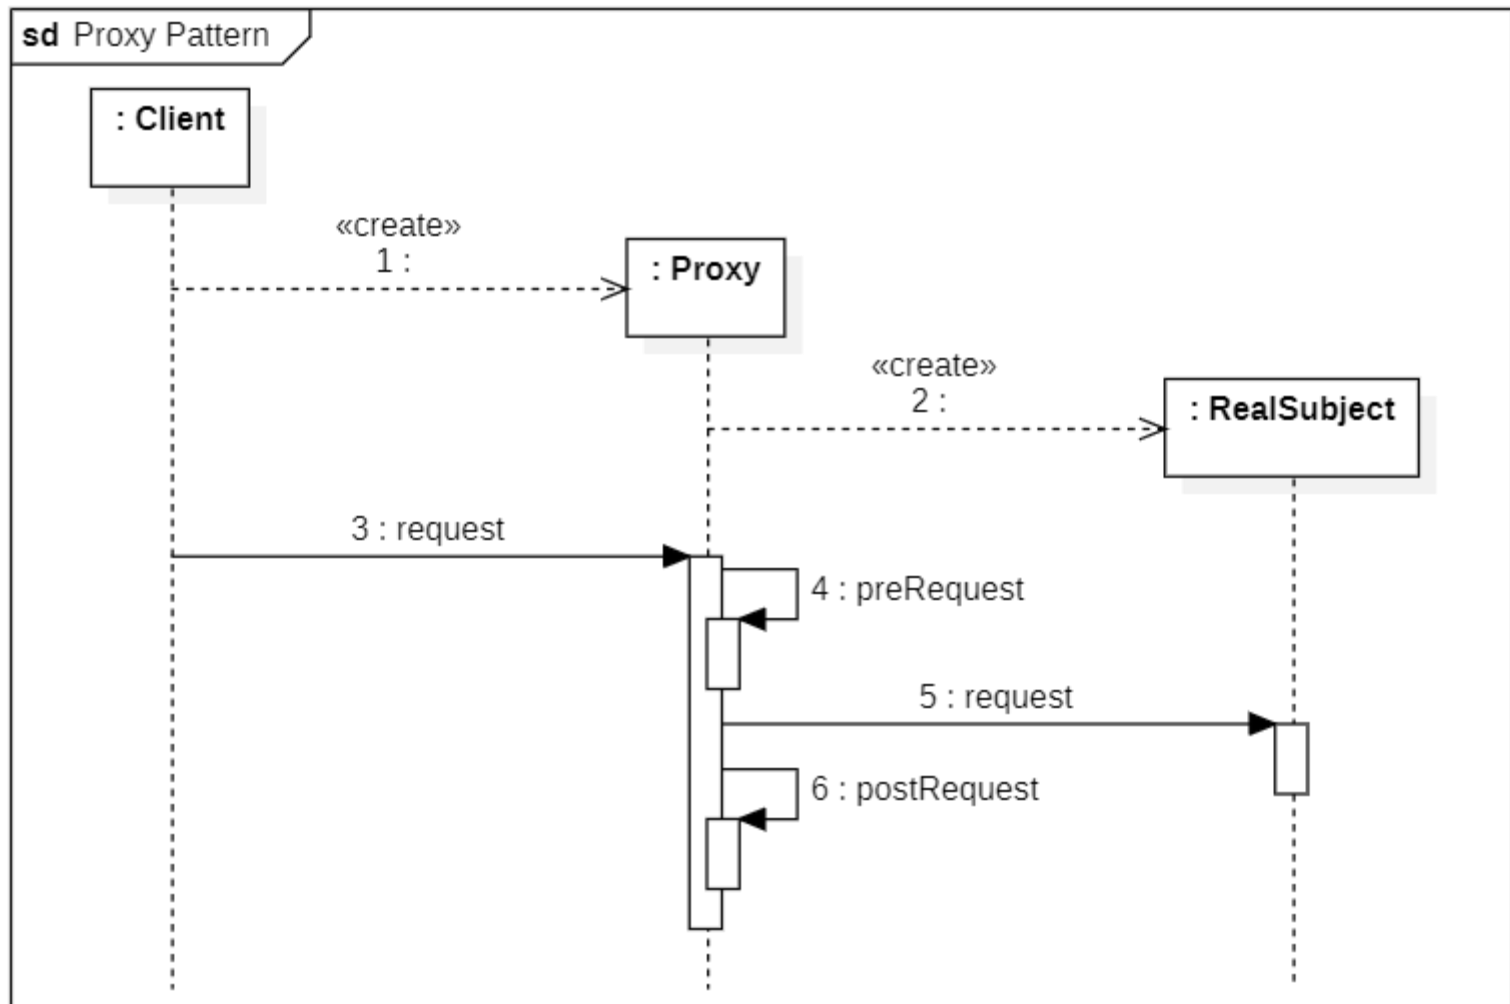 sd Proxy Pattern
: Client
«create»
1 :
: Proxy
«create»
2 :
: RealSubject
3 : request
4 : preRequest
5 : request
6 : postRequest